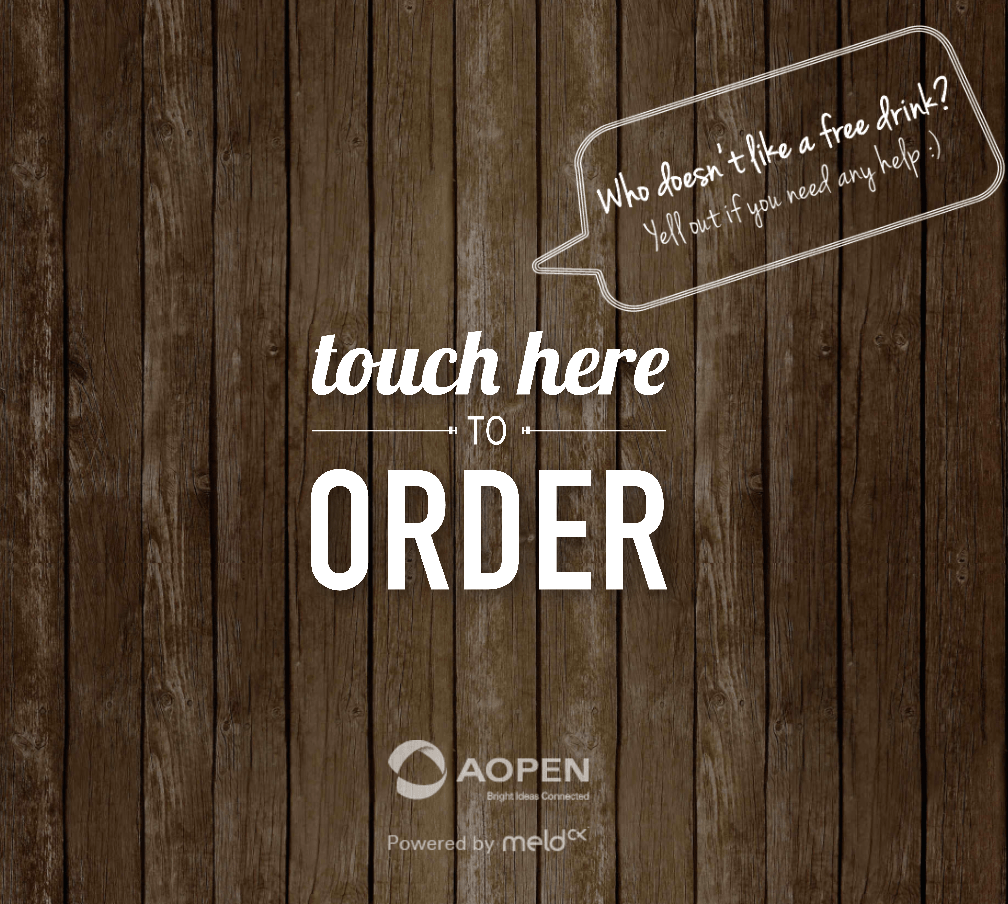 Who doesn't like a free drink?
Yell out if you need any help :)
touch here
TO
ORDER
AOPEN
Bright Ideas Connected
Powered by meldCX